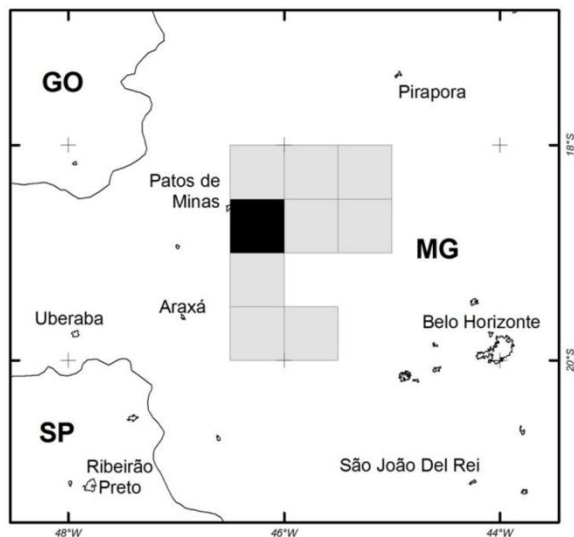 GO
Pirapora
18°S
Patos de
Minas
MG
Araxá
Uberaba
Belo Horizonte
20°S
SP
Ribeirão
Preto
São João Del Rei
48°W
46°W
44°W